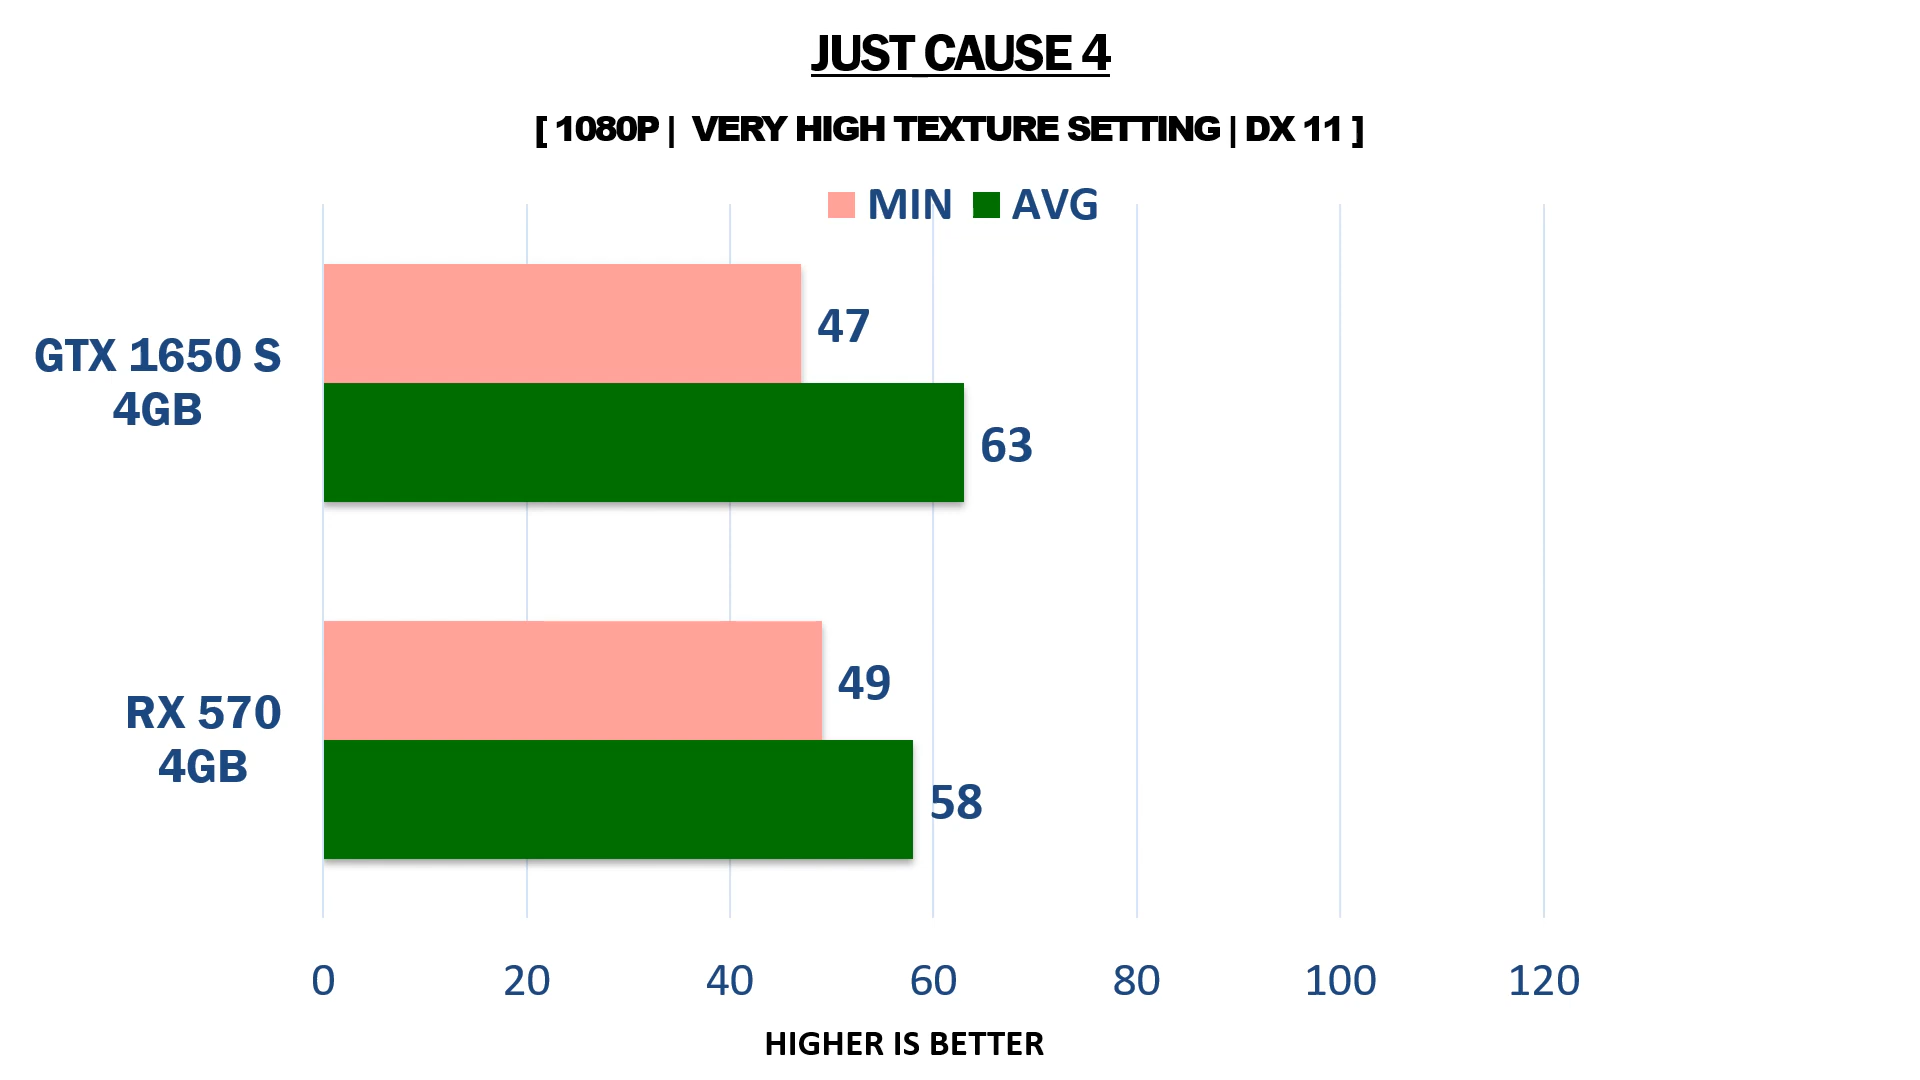 JUST CAUSE 4
[ 1080P | VERY HIGH TEXTURE SETTING | DX 11 ]
MIN AVG
GTX 1650 S
4GB
47
63
RX 570
4GB
49
58
0 20 40 60 80 100 120
HIGHER IS BETTER